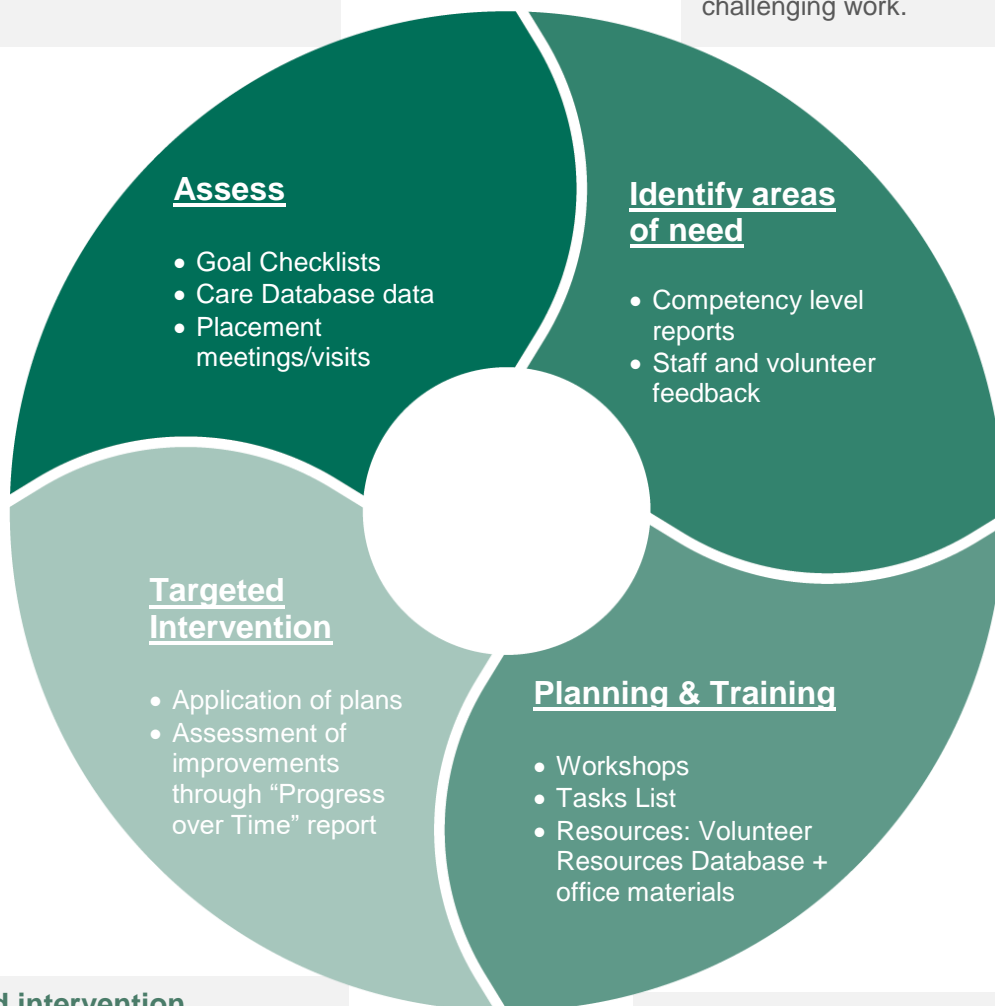 challenging work.
Assess
• Goal Checklists
• Care Database data
• Placement
meetings/visits
Identify areas
of need
• Competency level
reports
• Staff and volunteer
feedback
Targeted
Intervention
• Application of plans
• Assessment of
improvements
through “Progress
over Time” report
Planning & Training
• Workshops
• Tasks List
• Resources: Volunteer
Resources Database +
office materials
intervention